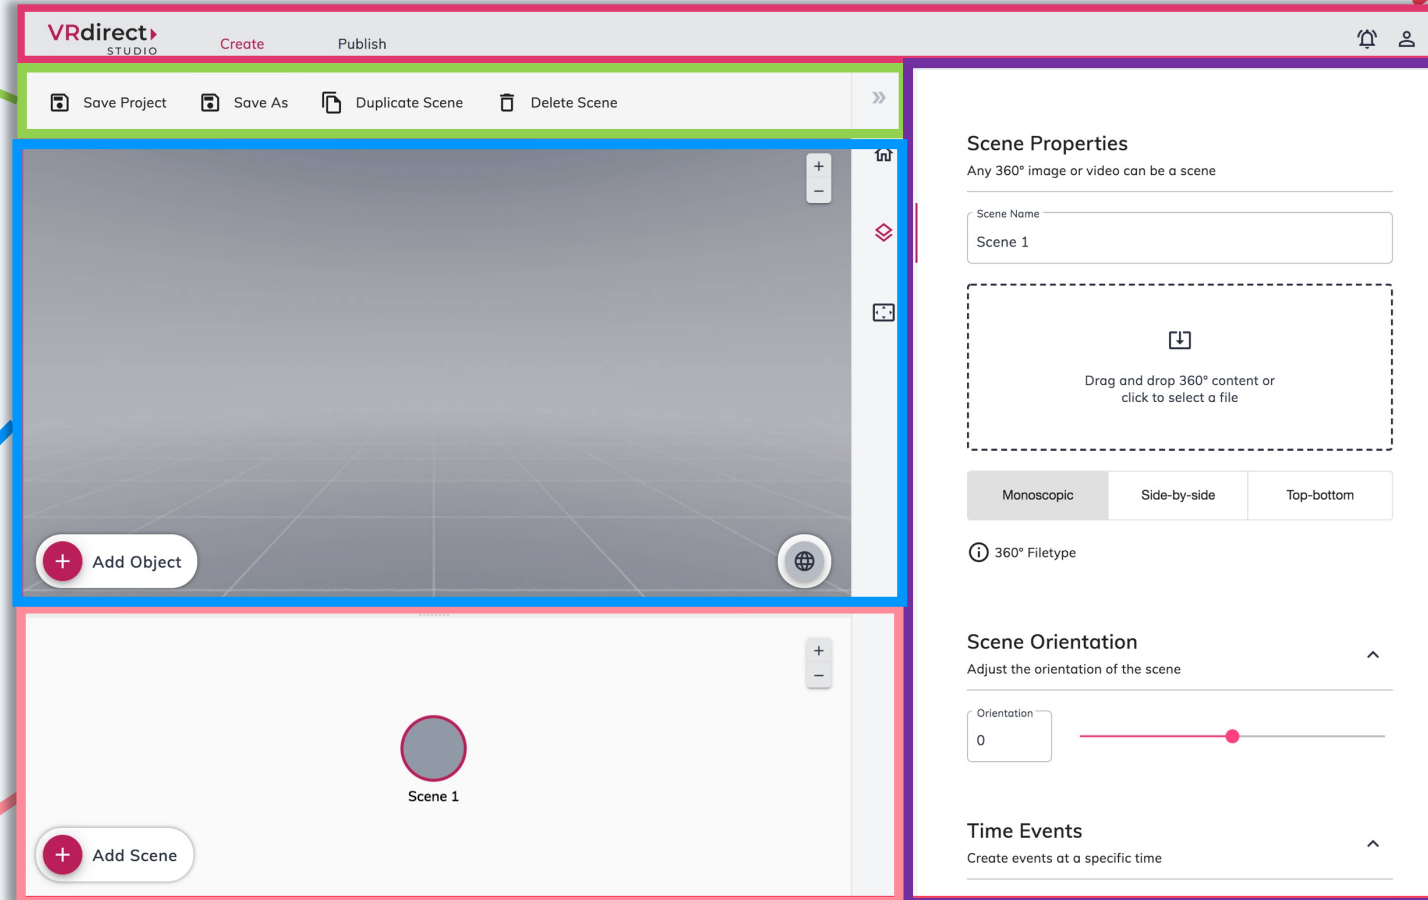 VRdirect
STUDIO
Create
Publish
Save Project
Save As
Duplicate Scene
Delete Scene
Add Object
Scene 1
Add Scene
Scene Properties
Any 360° image or video can be a scene
Scene Name
Scene 1
Drag and drop 360° content or
click to select a file
Monoscopic
Side-by-side
Top-bottom
360° Filetype
Scene Orientation
Adjust the orientation of the scene
Orientation
0
Time Events
Create events at a specific time